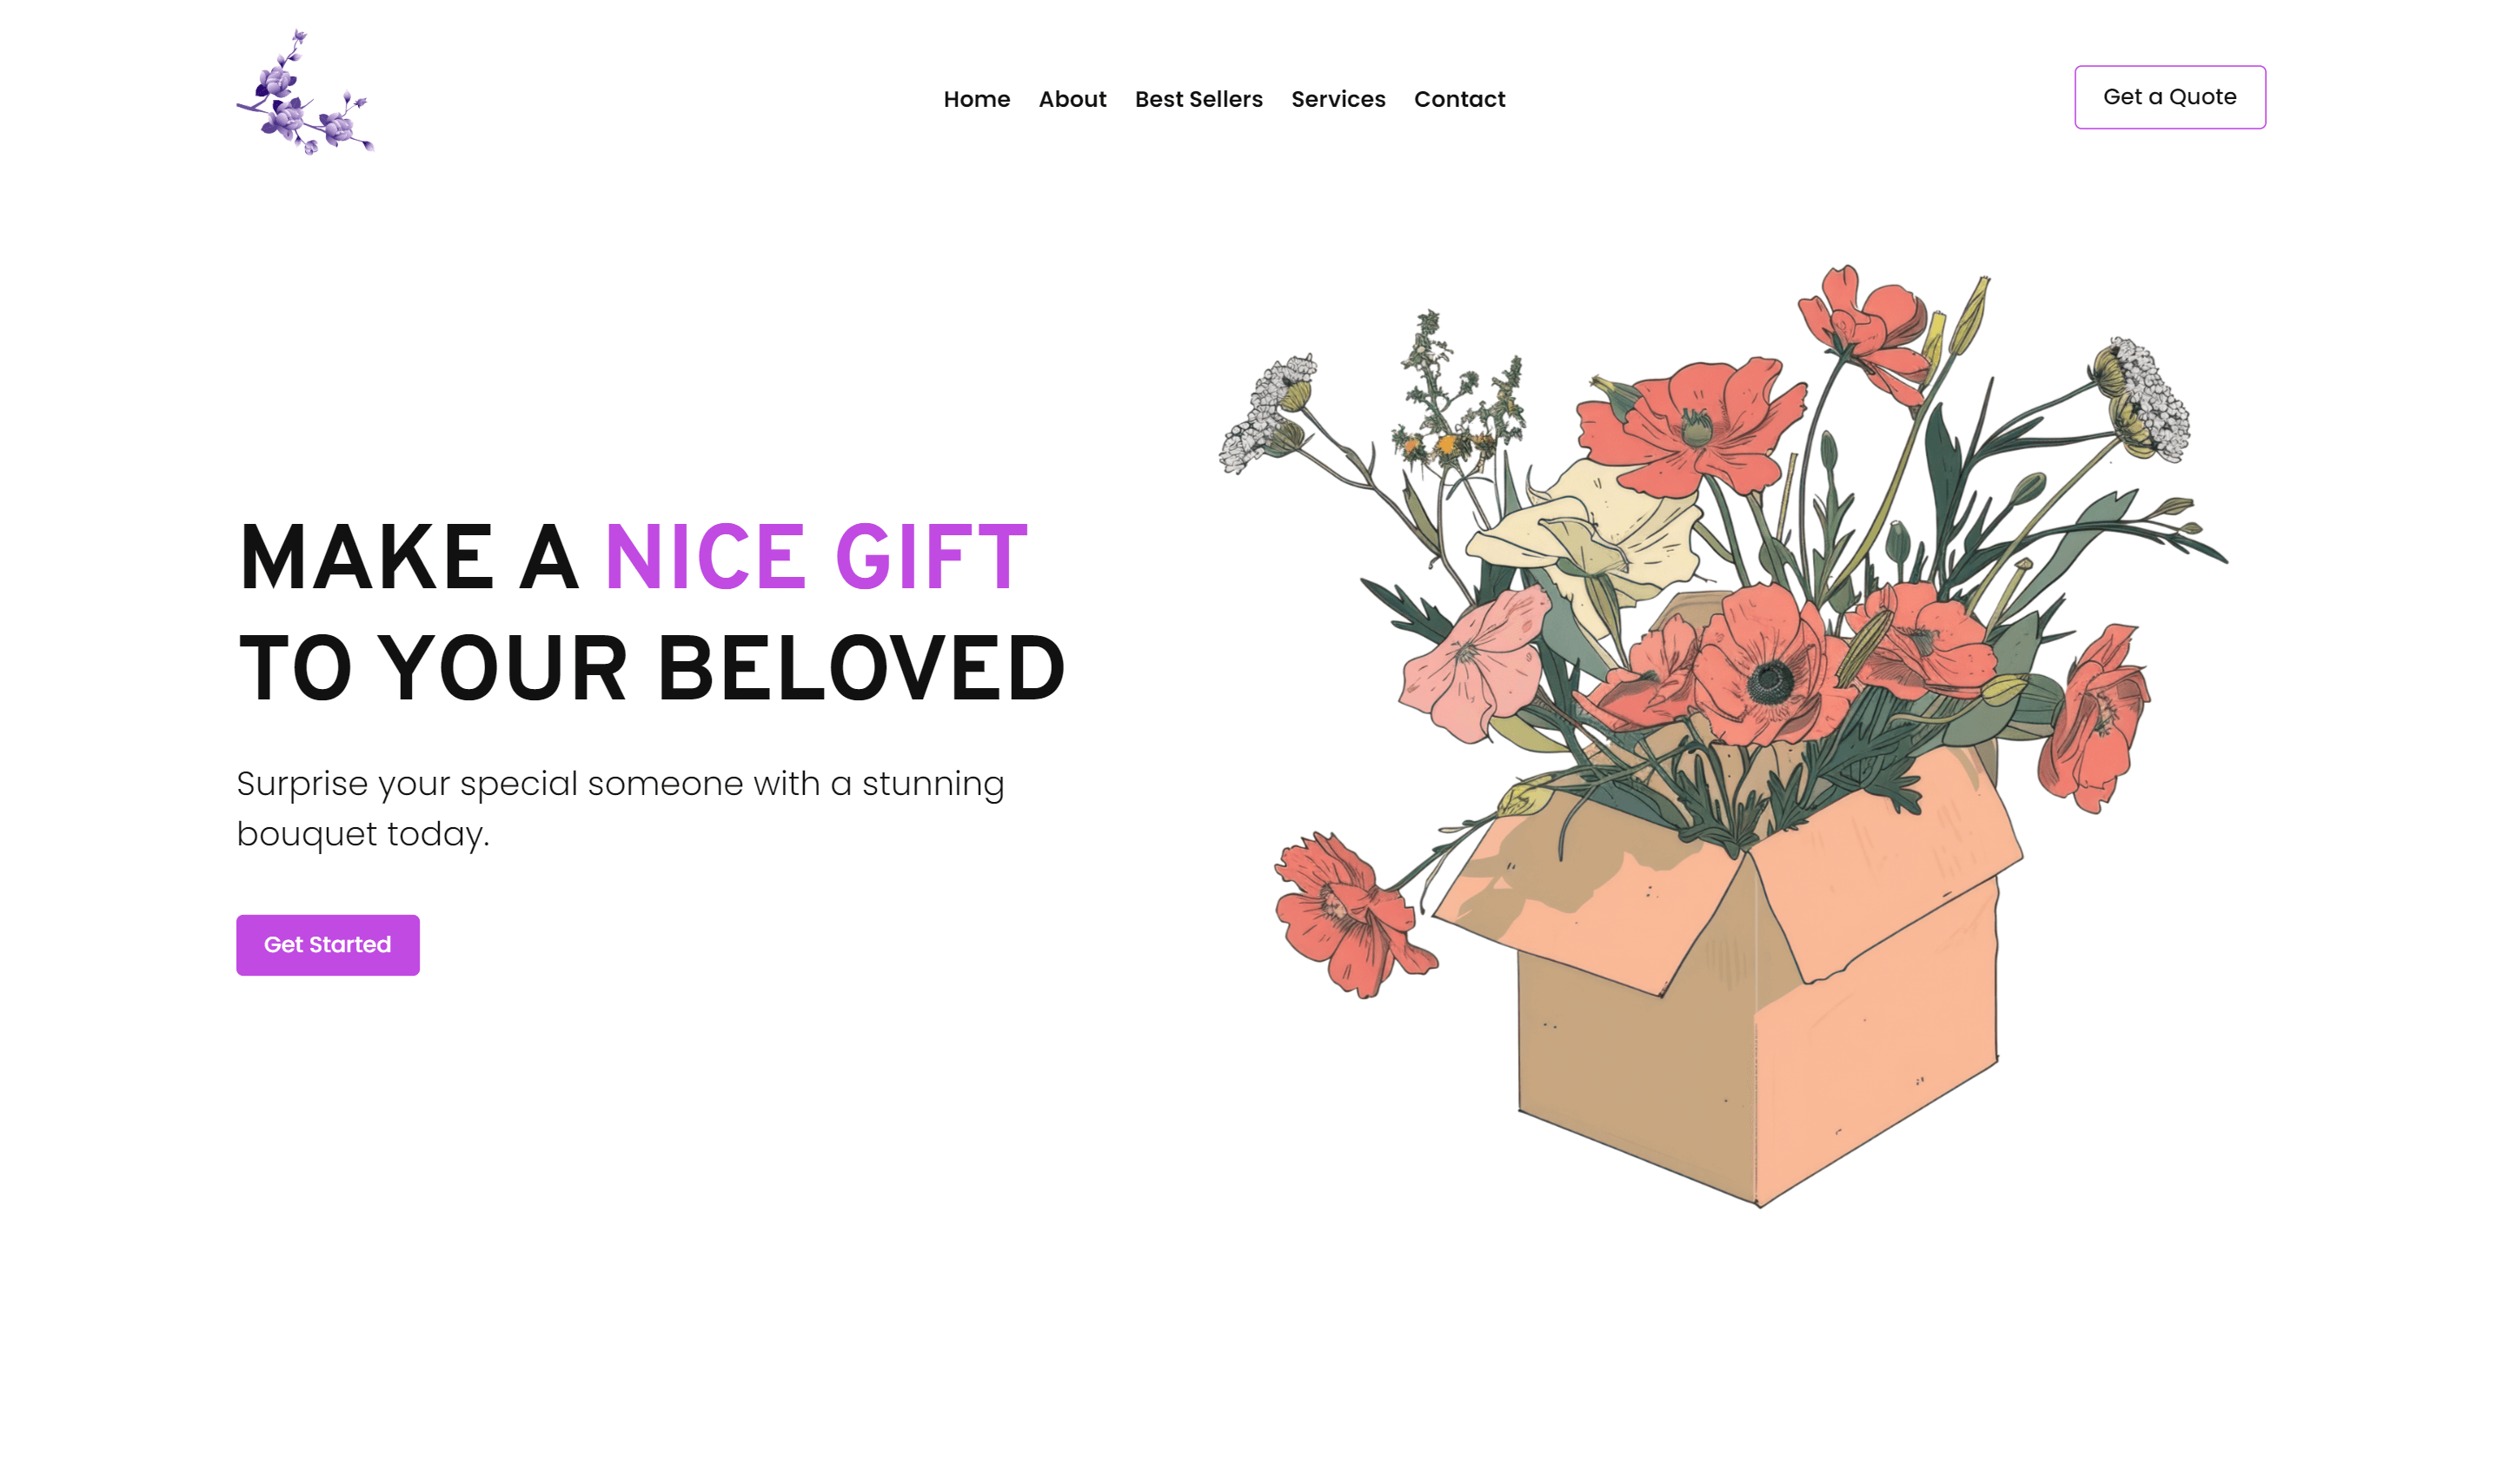 Home About Best Sellers Services Contact
Get a Quote
MAKE A NICE GIFT
TO YOUR BELOVED
Surprise your special someone with a stunning
bouquet today.
Get Started